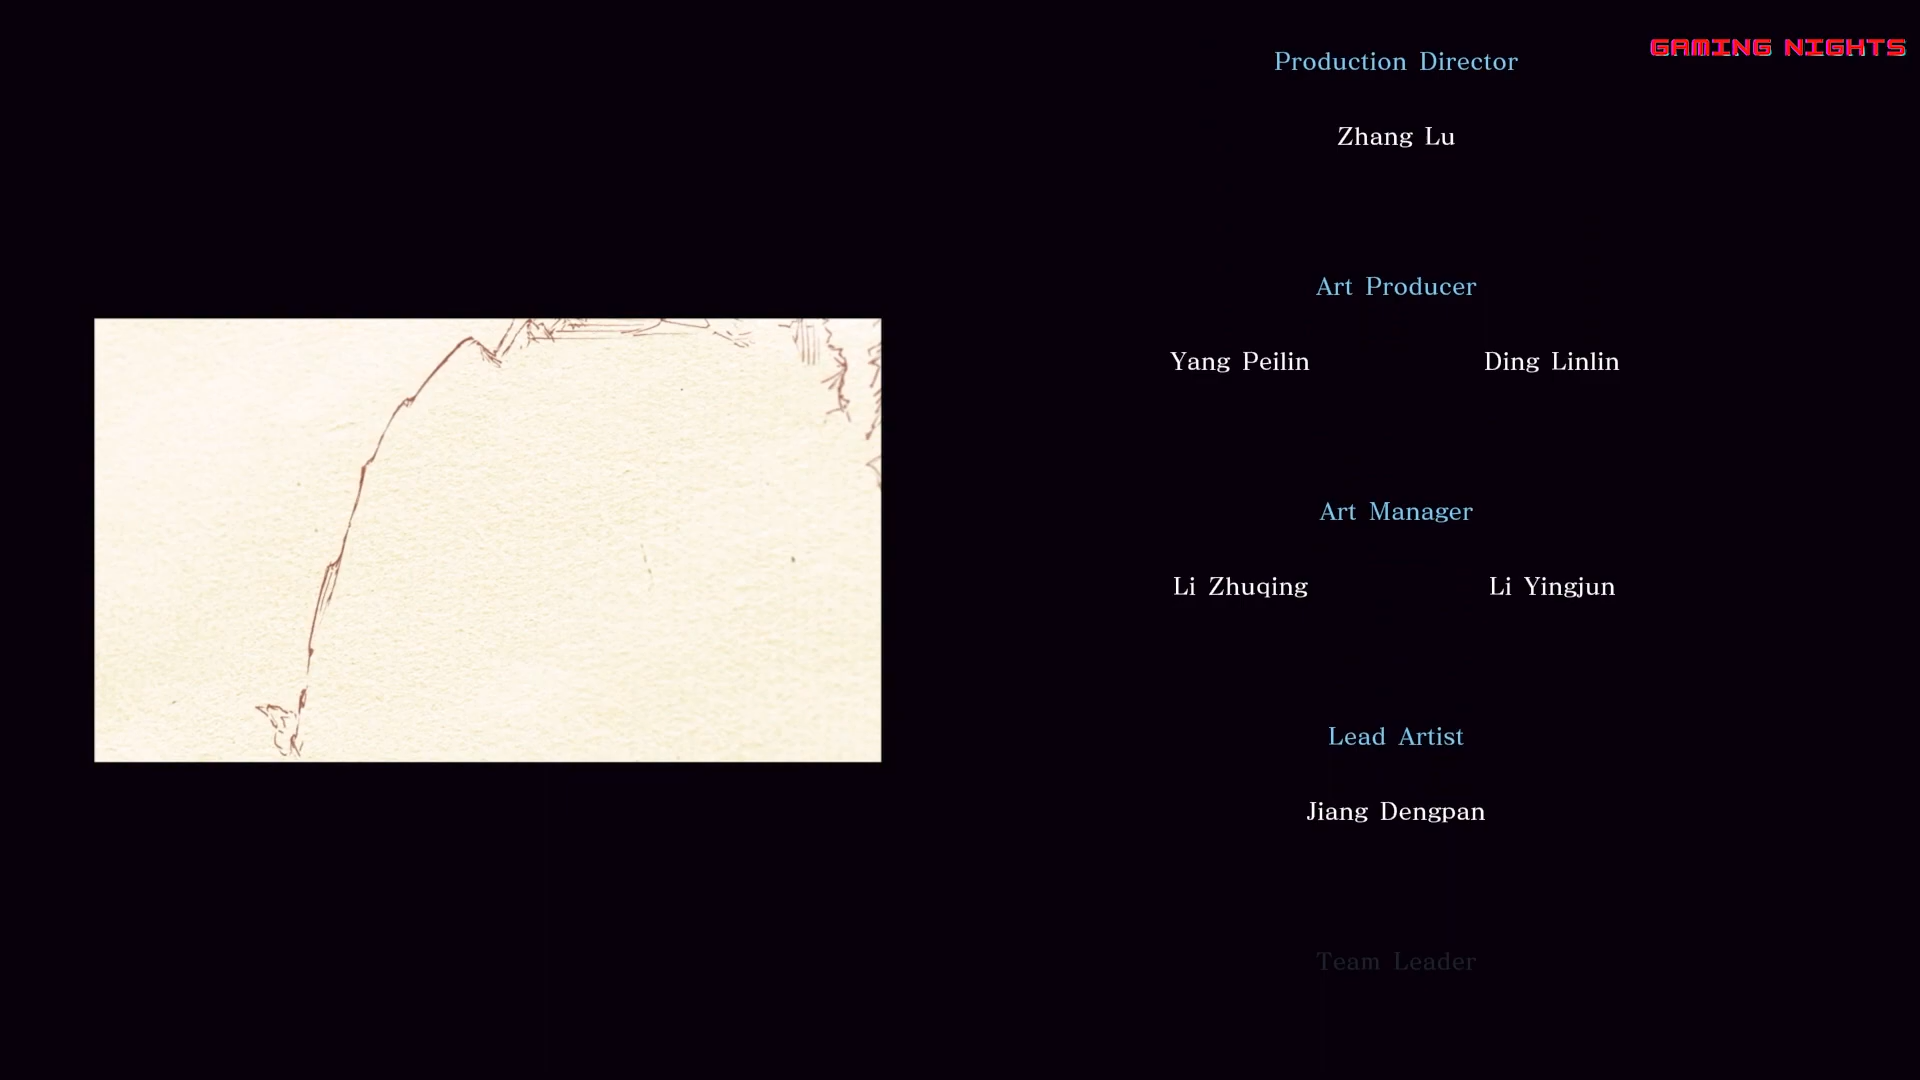 GAMING NIGHTS
Production Director
Zhang Lu
Art Producer
Yang Peilin Ding Linlin
Art Manager
Li Zhuqing Li Yingjun
Lead Artist
Jiang Dengpan
Team Leader